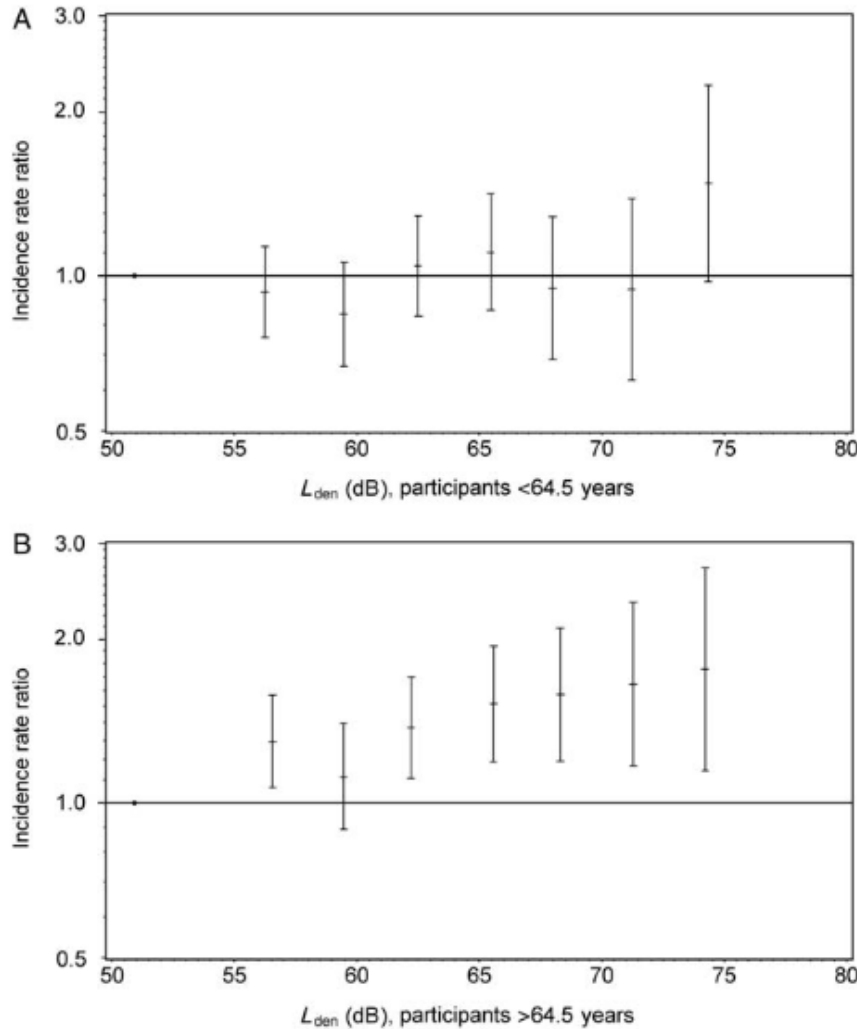 A
3.0
2.0
1.0
0.5
Incidence rate ratio
50 55 60 65 70 75 80
Lden (dB), participants <64.5 years
B
3.0
2.0
1.0
0.5
Incidence rate ratio
50 55 60 65 70 75 80
Lden (dB), participants >64.5 years